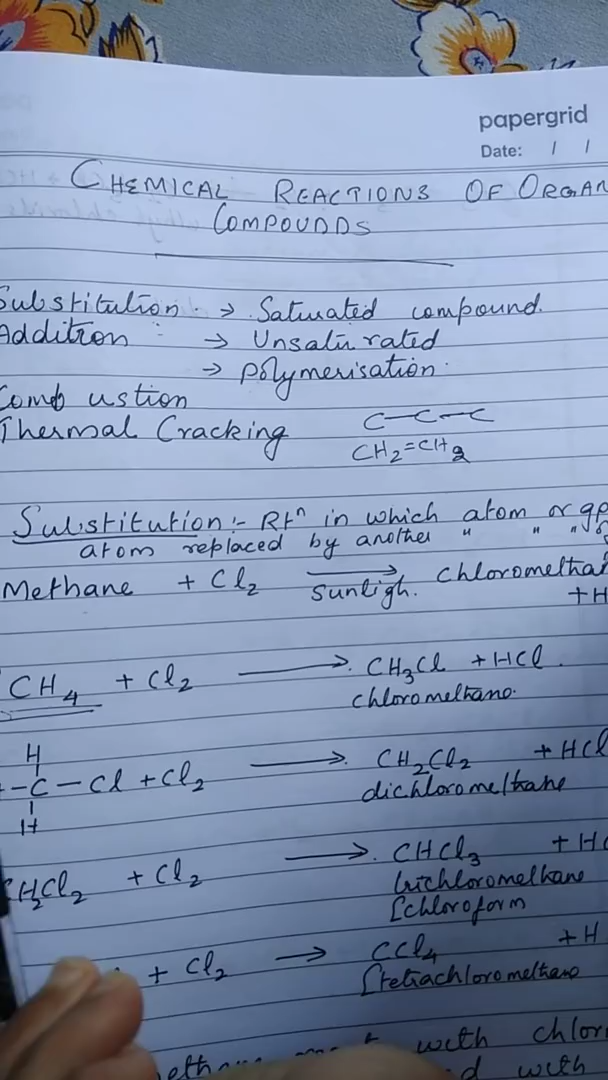 papergrid
Date: / /
CHEMICAL REACTIONS OF ORGAN
COMPOUNDS
Substitution → Saturated compound.
Addition → Unsaturated
→ polymerisation.
Combustion
Thermal Cracking C-C-C
CH₂=CH₂
Substitution :- Rtⁿ in which atom or gp
atom replaced by another " " "
Methane + Cl₂ → Sunligh. Chloromethan
+H
CH₄ + Cl₂ → CH₃Cl + HCl.
chloromethane.
H
-C-Cl + Cl₂ → CH₂Cl₂ + HCl
H dichloromethane
CH₂Cl₂ + Cl₂ → CHCl₃ + HC
trichloromethane
[chloroform
+ Cl₂ → CCl₄ + H
[tetrachloromethane
with chlor
with